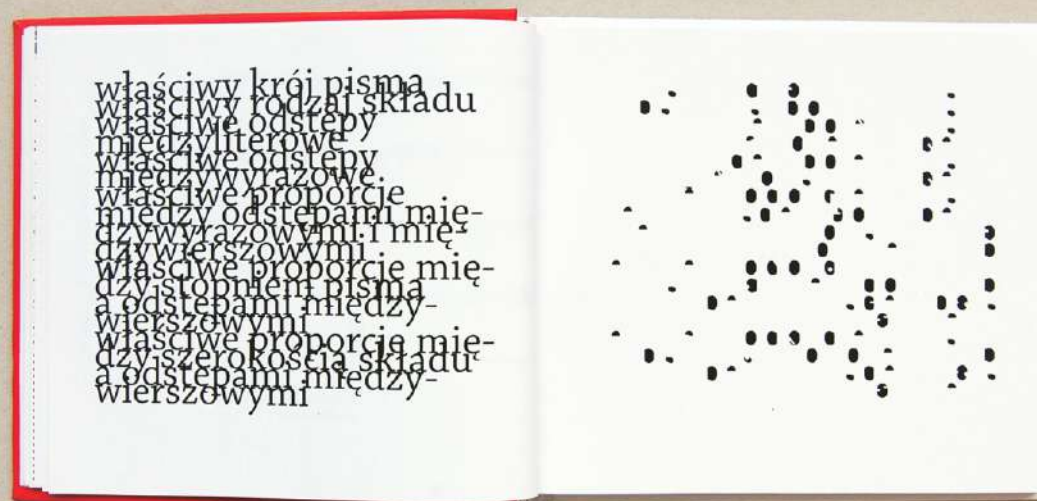 właściwy krój pisma
właściwy rodzaj składu
właściwe odstępy
międzyliterowe
właściwe odstępy
międzywyrazowe.
właściwe proporcje
między odstępami mię-
dzywyrazowymi i mię-
dzywierszowymi
właściwe proporcje mię-
dzy stopniem pisma
a odstępami między-
wierszowymi
właściwe proporcje mię-
dzy szerokością składu
a odstępami między-
wierszowymi